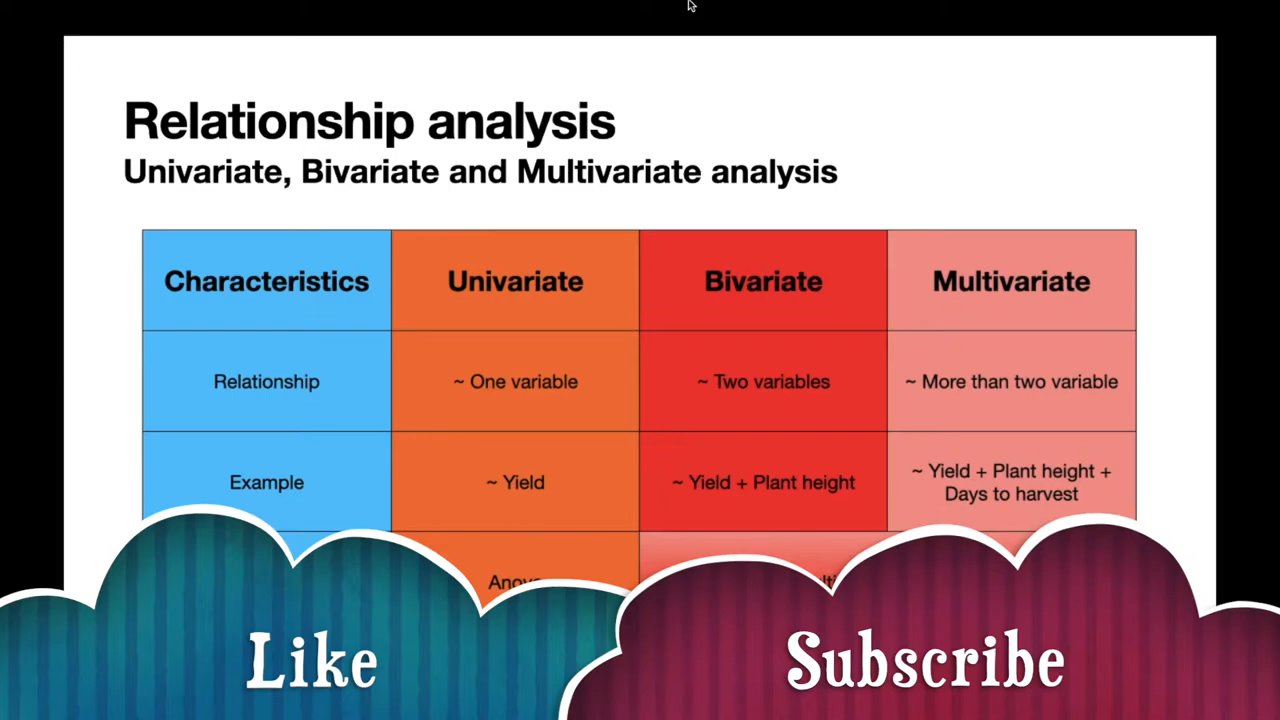 Relationship analysis
Univariate, Bivariate and Multivariate analysis
Characteristics Univariate Bivariate Multivariate
Relationship ~ One variable ~ Two variables ~ More than two variable
Example ~ Yield ~ Yield + Plant height ~ Yield + Plant height +
Days to harvest
Like Subscribe